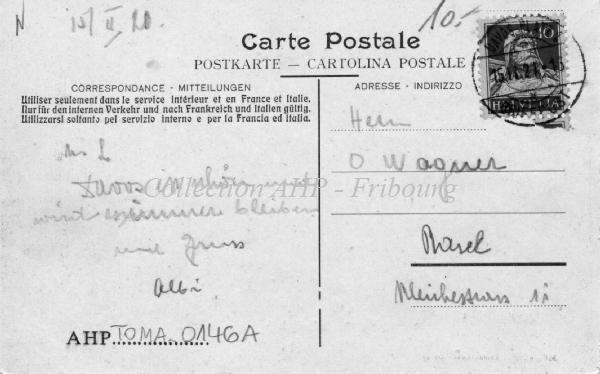 N
15/II 20.
10.-
Carte Postale
POSTKARTE - CARTOLINA POSTALE
10
HELVETIA
CORRESPONDANCE - MITTEILUNGEN
Utiliser seulement dans le service intérieur et en France et Italie.
Nur für den internen Verkehr und nach Frankreich und Italien gültig.
Utilizzarsi soltanto pel servizio interno e per la Francia ed Italia.
ADRESSE - INDIRIZZO
Herrn
O Wagner
Basel
M. L
Davos
wird immer bleiben
Gruss
Albi
Collection AHP - Fribourg
AHP TOMA.0146A